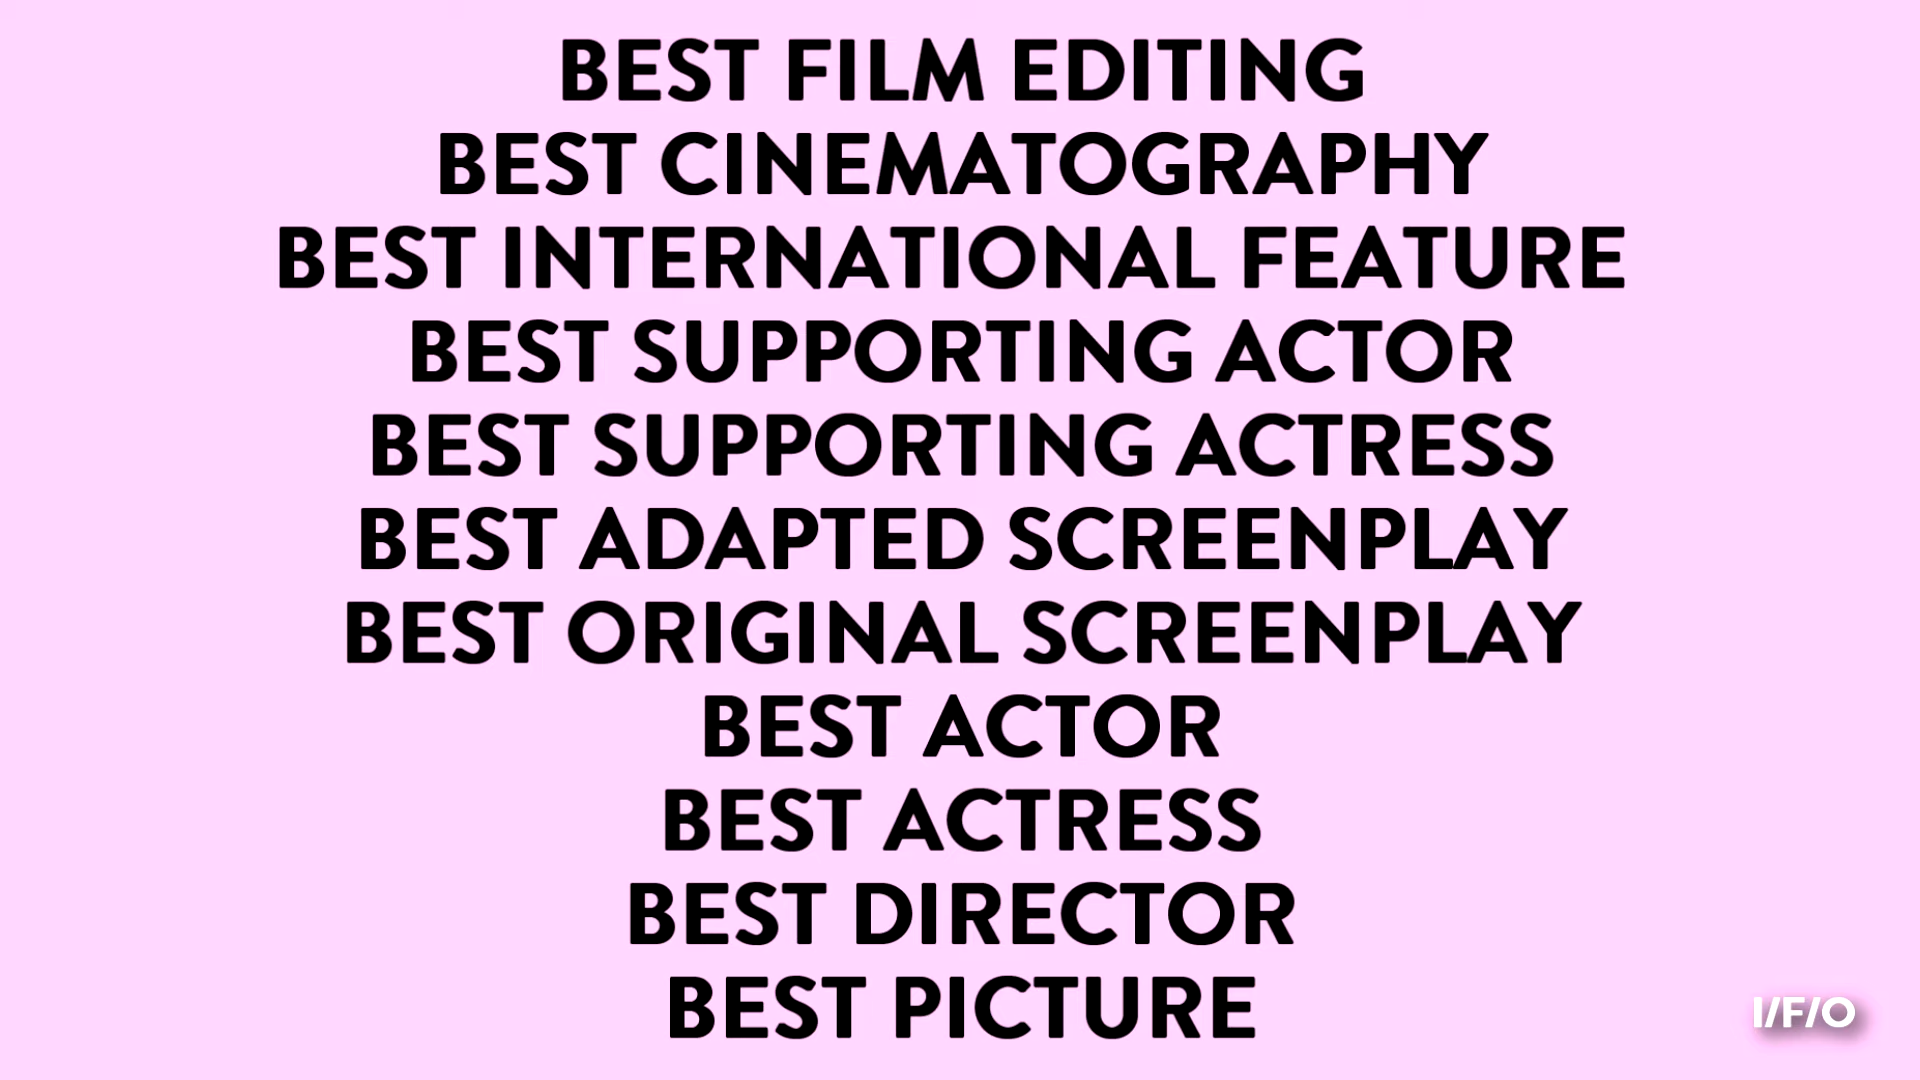 BEST FILM EDITING
BEST CINEMATOGRAPHY
BEST INTERNATIONAL FEATURE
BEST SUPPORTING ACTOR
BEST SUPPORTING ACTRESS
BEST ADAPTED SCREENPLAY
BEST ORIGINAL SCREENPLAY
BEST ACTOR
BEST ACTRESS
BEST DIRECTOR
BEST PICTURE
I/F/O